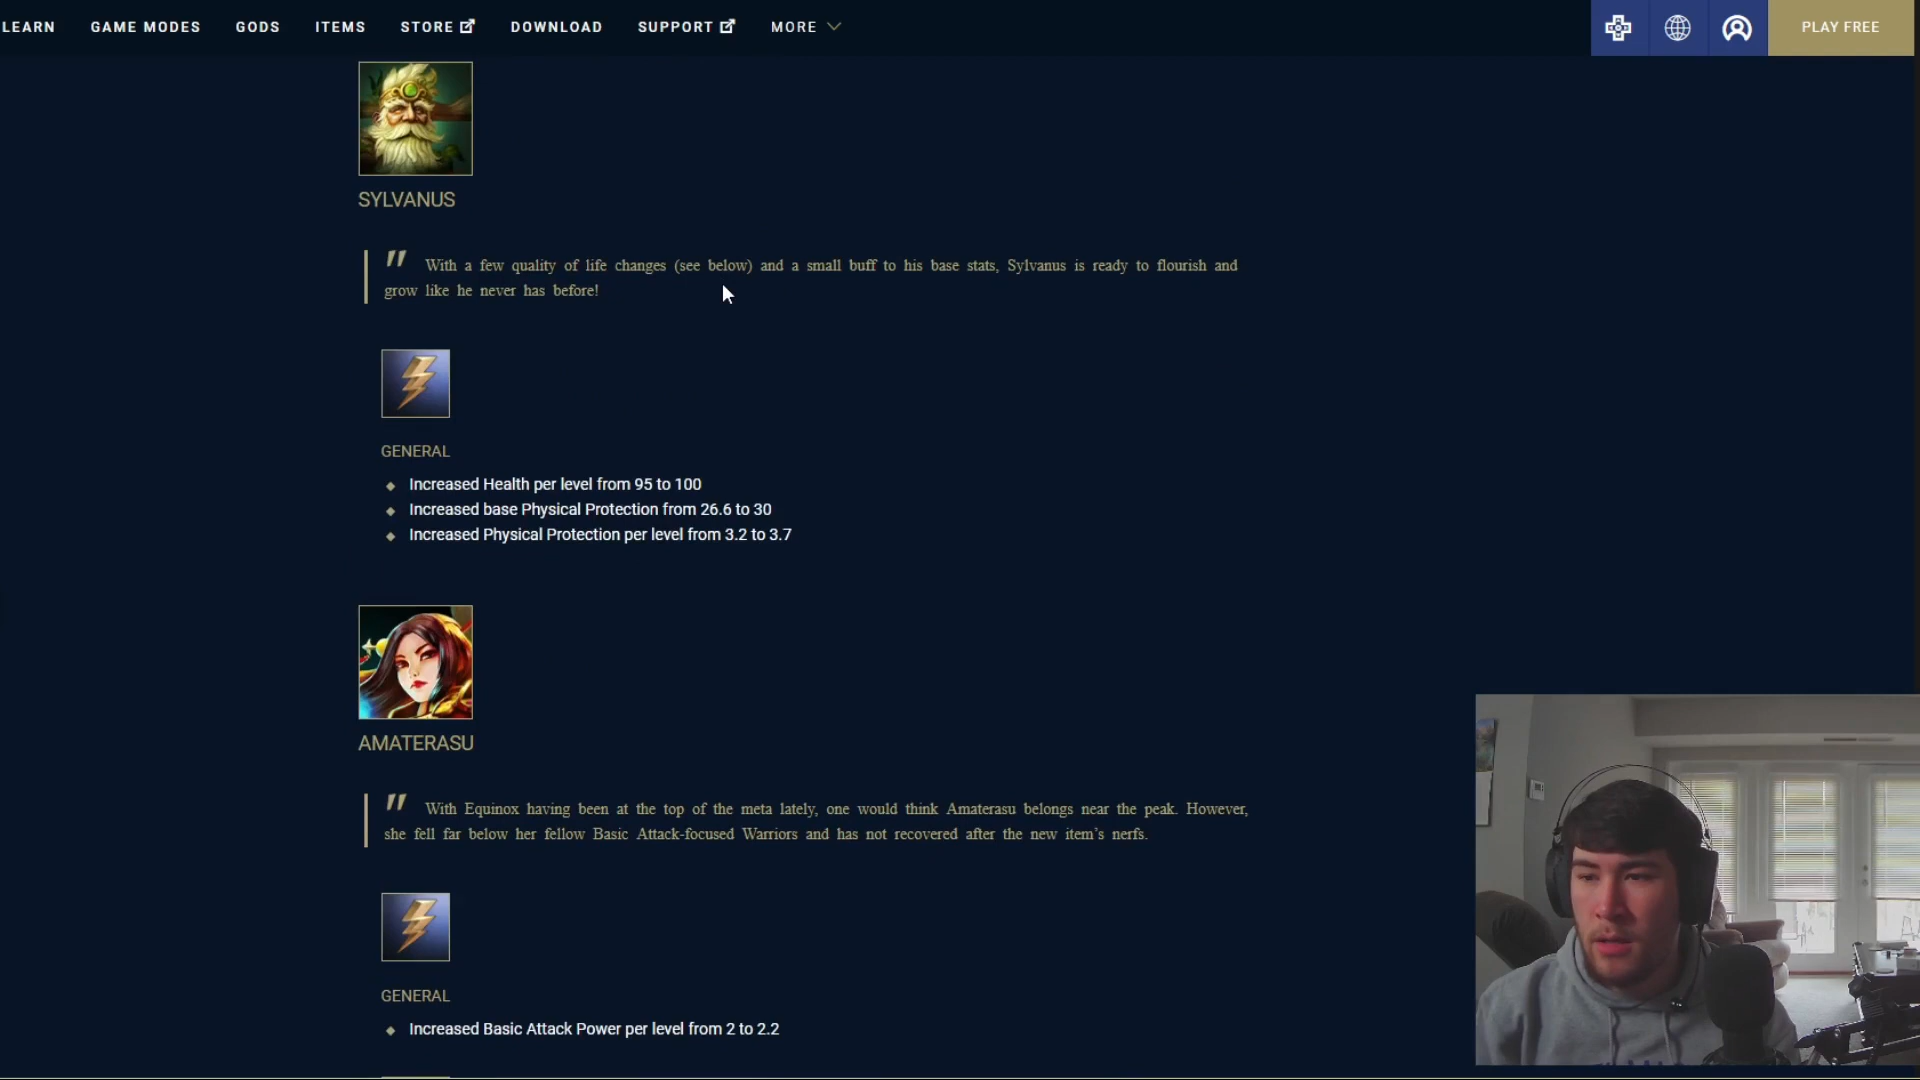 LEARN GAME MODES GODS ITEMS STORE DOWNLOAD SUPPORT MORE PLAY FREE
SYLVANUS
" With a few quality of life changes (see below) and a small buff to his base stats, Sylvanus is ready to flourish and
grow like he never has before!
GENERAL
Increased Health per level from 95 to 100
Increased base Physical Protection from 26.6 to 30
Increased Physical Protection per level from 3.2 to 3.7
AMATERASU
" With Equinox having been at the top of the meta lately, one would think Amaterasu belongs near the peak. However,
she fell far below her fellow Basic Attack-focused Warriors and has not recovered after the new item's nerfs.
GENERAL
Increased Basic Attack Power per level from 2 to 2.2